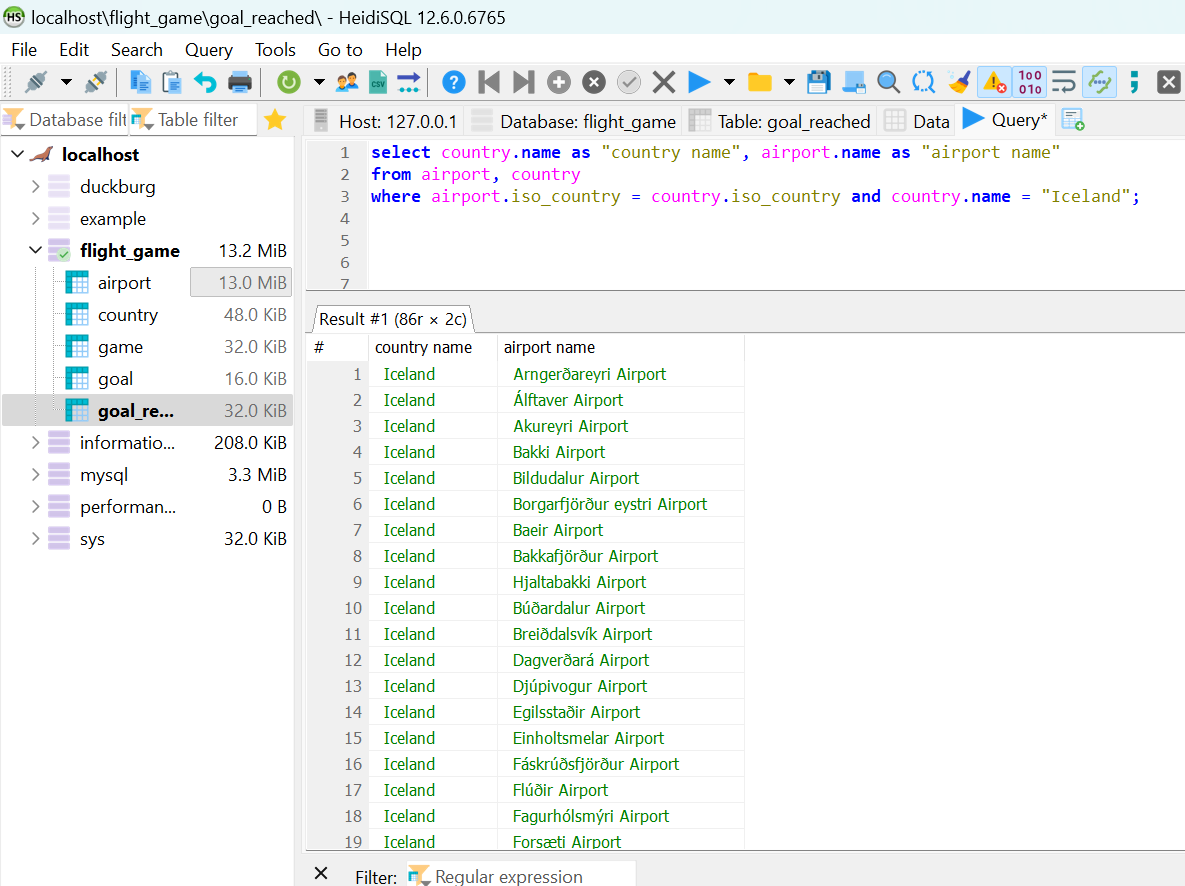 HS localhost\flight_game\goal_reached\ - HeidiSQL 12.6.0.6765
File Edit Search Query Tools Go to Help
CSV ? 100 010 ;
Database filt Table filter Host: 127.0.0.1 Database: flight_game Table: goal_reached Data Query*
localhost
duckburg
example
flight_game 13.2 MiB
airport 13.0 MiB
country 48.0 KiB
game 32.0 KiB
goal 16.0 KiB
goal_re... 32.0 KiB
informatio... 208.0 KiB
mysql 3.3 MiB
performan... 0 B
sys 32.0 KiB
1 select country.name as "country name", airport.name as "airport name"
2 from airport, country
3 where airport.iso_country = country.iso_country and country.name = "Iceland";
4
5
6
7
Result #1 (86r × 2c)
# country name airport name
1 Iceland Arngerðareyri Airport
2 Iceland Álftaver Airport
3 Iceland Akureyri Airport
4 Iceland Bakki Airport
5 Iceland Bildudalur Airport
6 Iceland Borgarfjörður eystri Airport
7 Iceland Baeir Airport
8 Iceland Bakkafjörður Airport
9 Iceland Hjaltabakki Airport
10 Iceland Búðardalur Airport
11 Iceland Breiðdalsvík Airport
12 Iceland Dagverðará Airport
13 Iceland Djúpivogur Airport
14 Iceland Egilsstaðir Airport
15 Iceland Einholtsmelar Airport
16 Iceland Fáskrúðsfjörður Airport
17 Iceland Flúðir Airport
18 Iceland Fagurhólsmýri Airport
19 Iceland Forsæti Airport
Filter: Regular expression